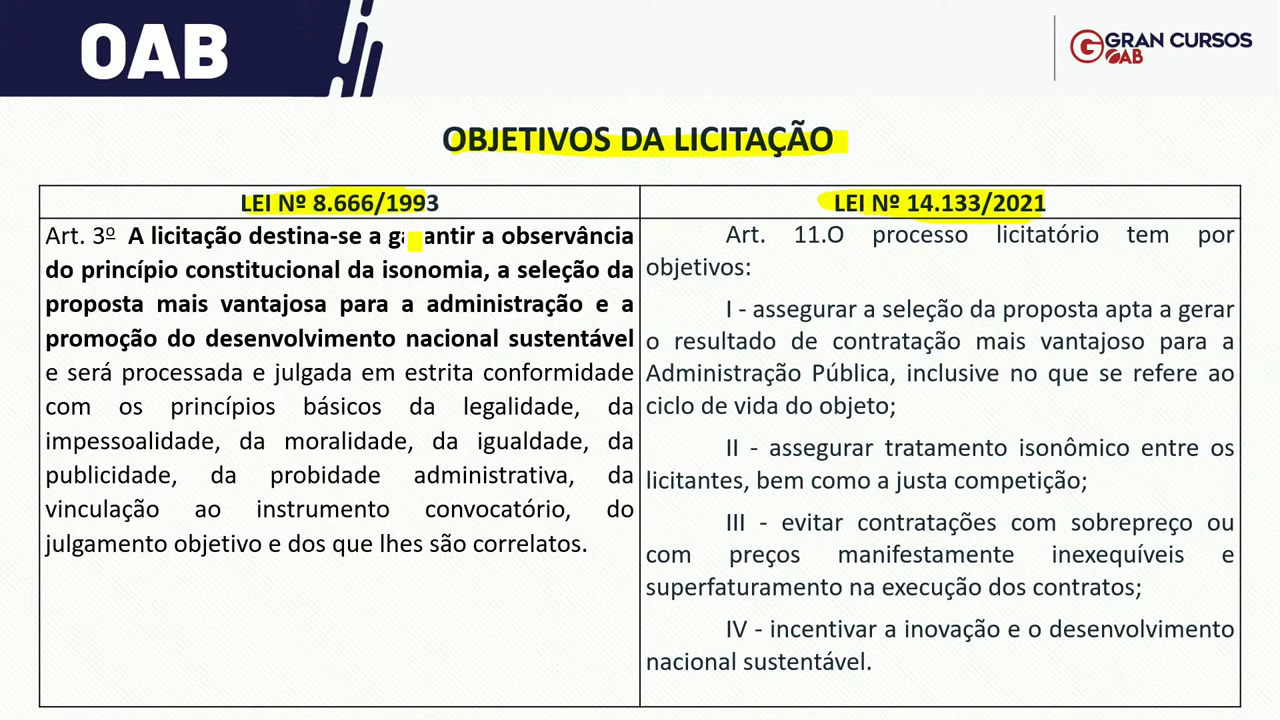 OAB
GRAN CURSOS
OAB
OBJETIVOS DA LICITAÇÃO
LEI Nº 8.666/1993
Art. 3º A licitação destina-se a garantir a observância
do princípio constitucional da isonomia, a seleção da
proposta mais vantajosa para a administração e a
promoção do desenvolvimento nacional sustentável
e será processada e julgada em estrita conformidade
com os princípios básicos da legalidade, da
impessoalidade, da moralidade, da igualdade, da
publicidade, da probidade administrativa, da
vinculação ao instrumento convocatório, do
julgamento objetivo e dos que lhes são correlatos.
LEI Nº 14.133/2021
Art. 11.O processo licitatório tem por
objetivos:
I - assegurar a seleção da proposta apta a gerar
o resultado de contratação mais vantajoso para a
Administração Pública, inclusive no que se refere ao
ciclo de vida do objeto;
II - assegurar tratamento isonômico entre os
licitantes, bem como a justa competição;
III - evitar contratações com sobrepreço ou
com preços manifestamente inexequíveis e
superfaturamento na execução dos contratos;
IV - incentivar a inovação e o desenvolvimento
nacional sustentável.